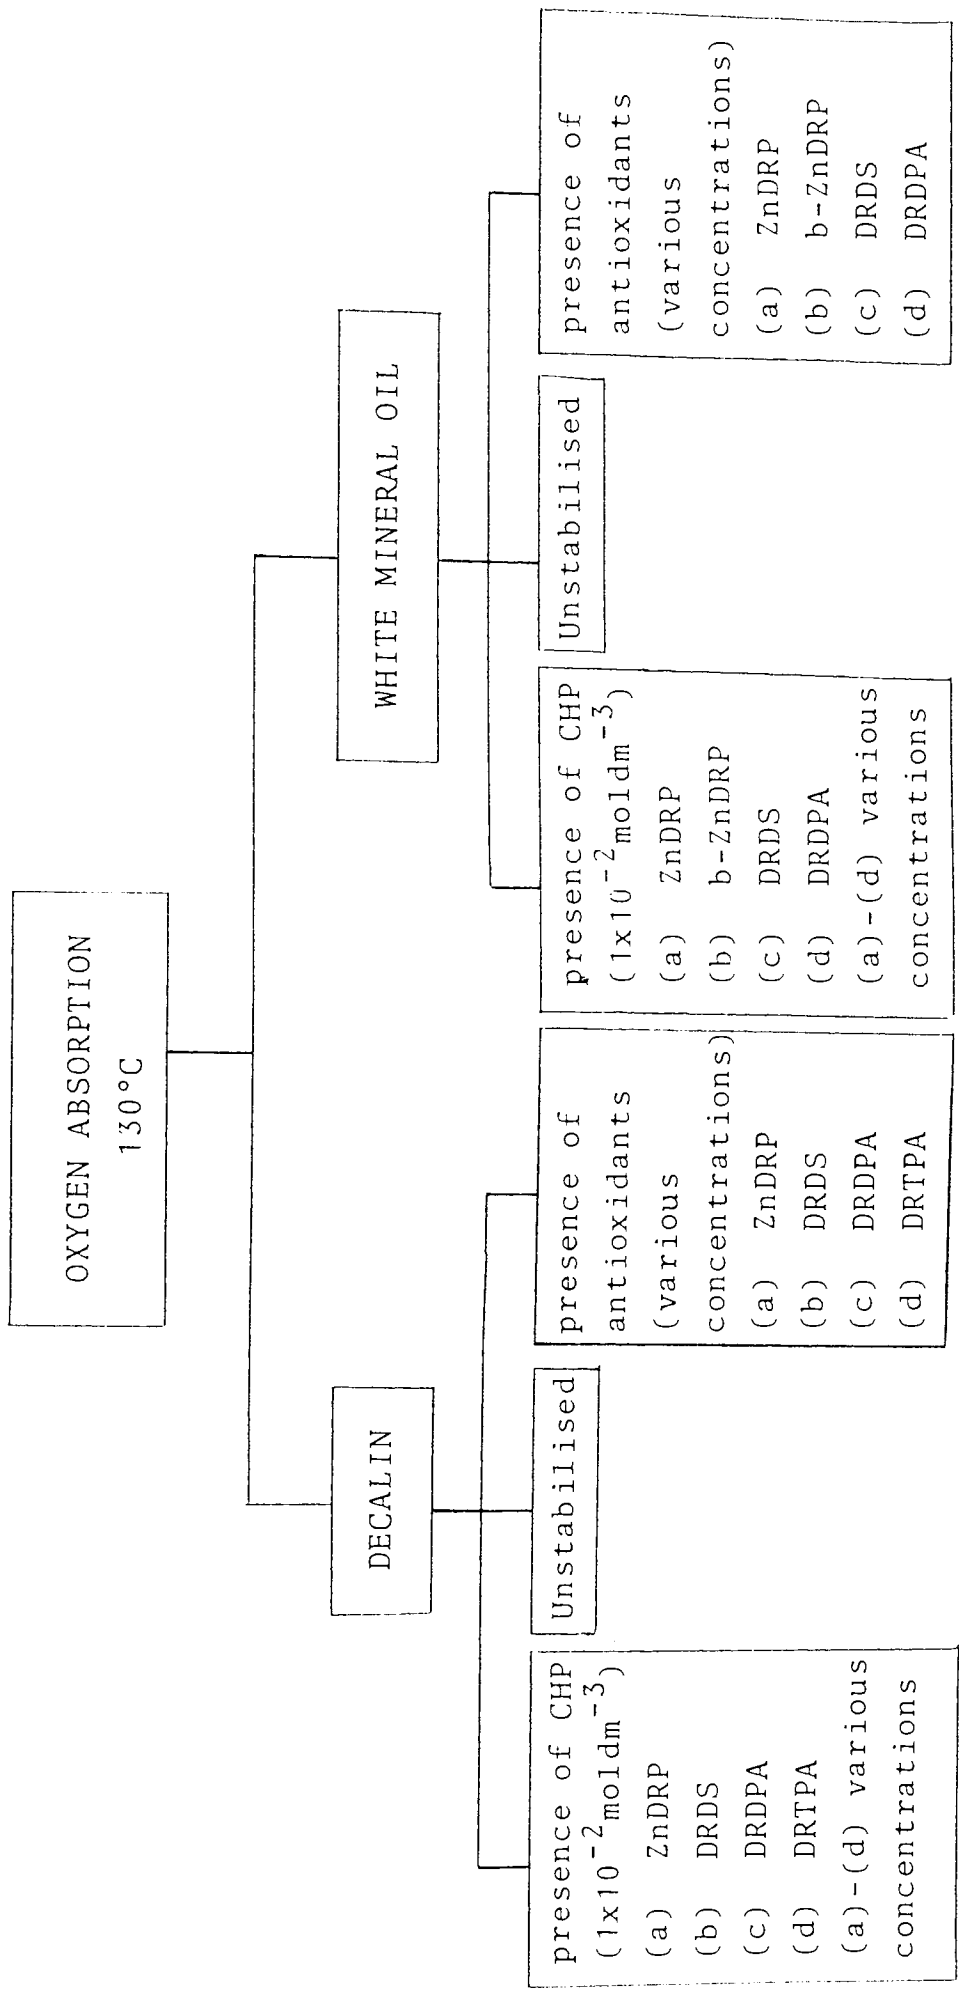 OXYGEN ABSORPTION
130°C
DECALIN
WHITE MINERAL OIL
presence of CHP
(1x10⁻²moldm⁻³)
(a) ZnDRP
(b) DRDS
(c) DRDPA
(d) DRTPA
(a)-(d) various
concentrations
Unstabilised
presence of
antioxidants
(various
concentrations)
(a) ZnDRP
(b) DRDS
(c) DRDPA
(d) DRTPA
presence of CHP
(1x10⁻²moldm⁻³)
(a) ZnDRP
(b) b-ZnDRP
(c) DRDS
(d) DRDPA
(a)-(d) various
concentrations
Unstabilised
presence of
antioxidants
(various
concentrations)
(a) ZnDRP
(b) b-ZnDRP
(c) DRDS
(d) DRDPA